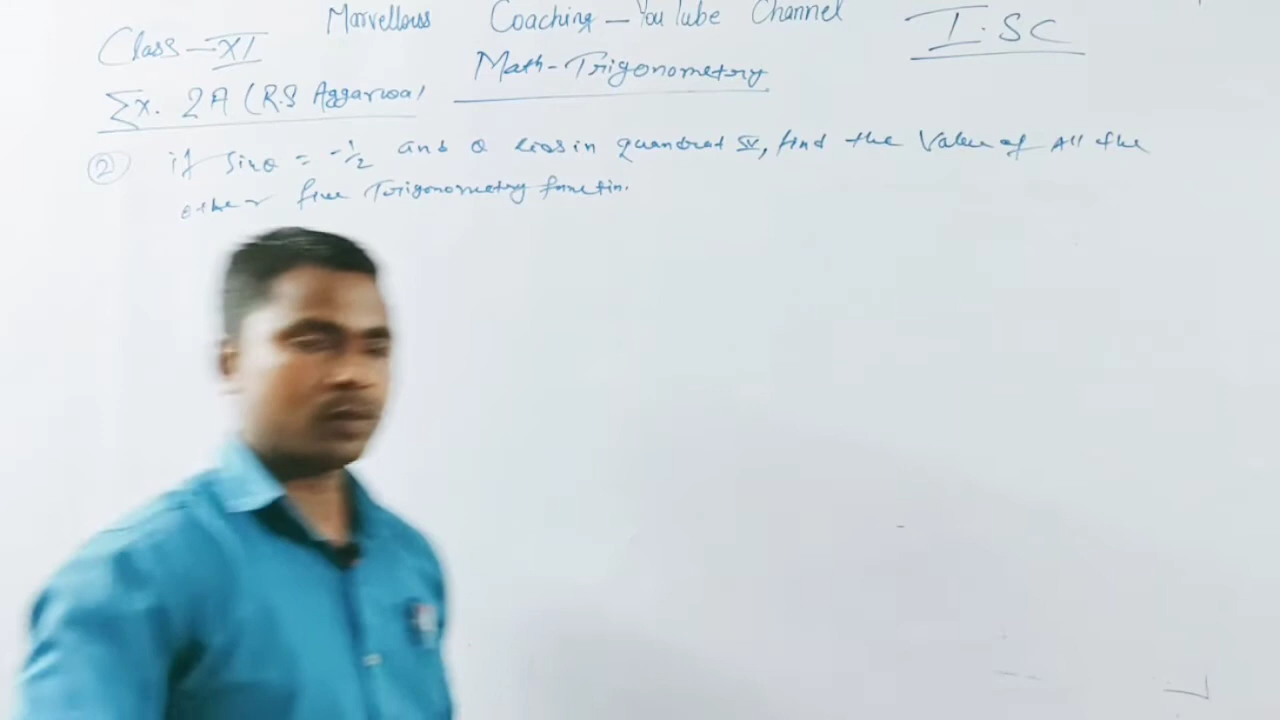 Marvellous Coaching – YouTube Channel
Class – XI I.SC
Math - Trigonometry
Ex. 2A (R.S Aggarwal
② if Sinθ = -1/2 and θ lies in quandrat IV, find the Value of All the
other five Trigonometry function.